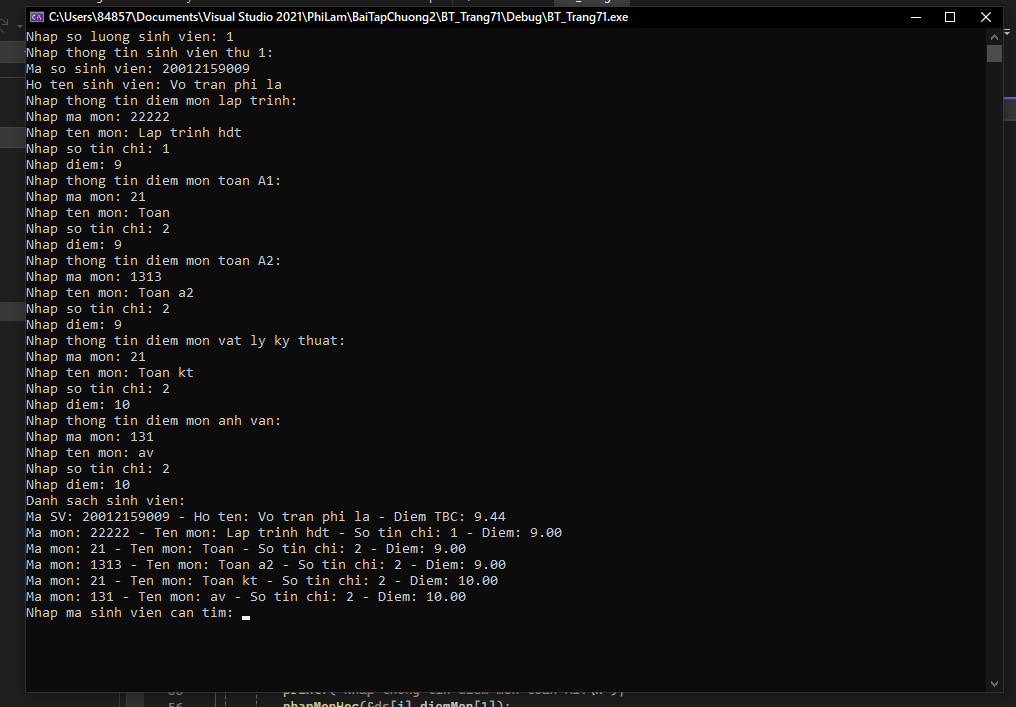 C:\Users\84857\Documents\Visual Studio 2021\PhiLam\BaiTapChuong2\BT_Trang71\Debug\BT_Trang71.exe
Nhap so luong sinh vien: 1
Nhap thong tin sinh vien thu 1:
Ma so sinh vien: 20012159009
Ho ten sinh vien: Vo tran phi la
Nhap thong tin diem mon lap trinh:
Nhap ma mon: 22222
Nhap ten mon: Lap trinh hdt
Nhap so tin chi: 1
Nhap diem: 9
Nhap thong tin diem mon toan A1:
Nhap ma mon: 21
Nhap ten mon: Toan
Nhap so tin chi: 2
Nhap diem: 9
Nhap thong tin diem mon toan A2:
Nhap ma mon: 1313
Nhap ten mon: Toan a2
Nhap so tin chi: 2
Nhap diem: 9
Nhap thong tin diem mon vat ly ky thuat:
Nhap ma mon: 21
Nhap ten mon: Toan kt
Nhap so tin chi: 2
Nhap diem: 10
Nhap thong tin diem mon anh van:
Nhap ma mon: 131
Nhap ten mon: av
Nhap so tin chi: 2
Nhap diem: 10
Danh sach sinh vien:
Ma SV: 20012159009 - Ho ten: Vo tran phi la - Diem TBC: 9.44
Ma mon: 22222 - Ten mon: Lap trinh hdt - So tin chi: 1 - Diem: 9.00
Ma mon: 21 - Ten mon: Toan - So tin chi: 2 - Diem: 9.00
Ma mon: 1313 - Ten mon: Toan a2 - So tin chi: 2 - Diem: 9.00
Ma mon: 21 - Ten mon: Toan kt - So tin chi: 2 - Diem: 10.00
Ma mon: 131 - Ten mon: av - So tin chi: 2 - Diem: 10.00
Nhap ma sinh vien can tim:
56 nhapMonHoc(&ds[i].diemMon[1]);